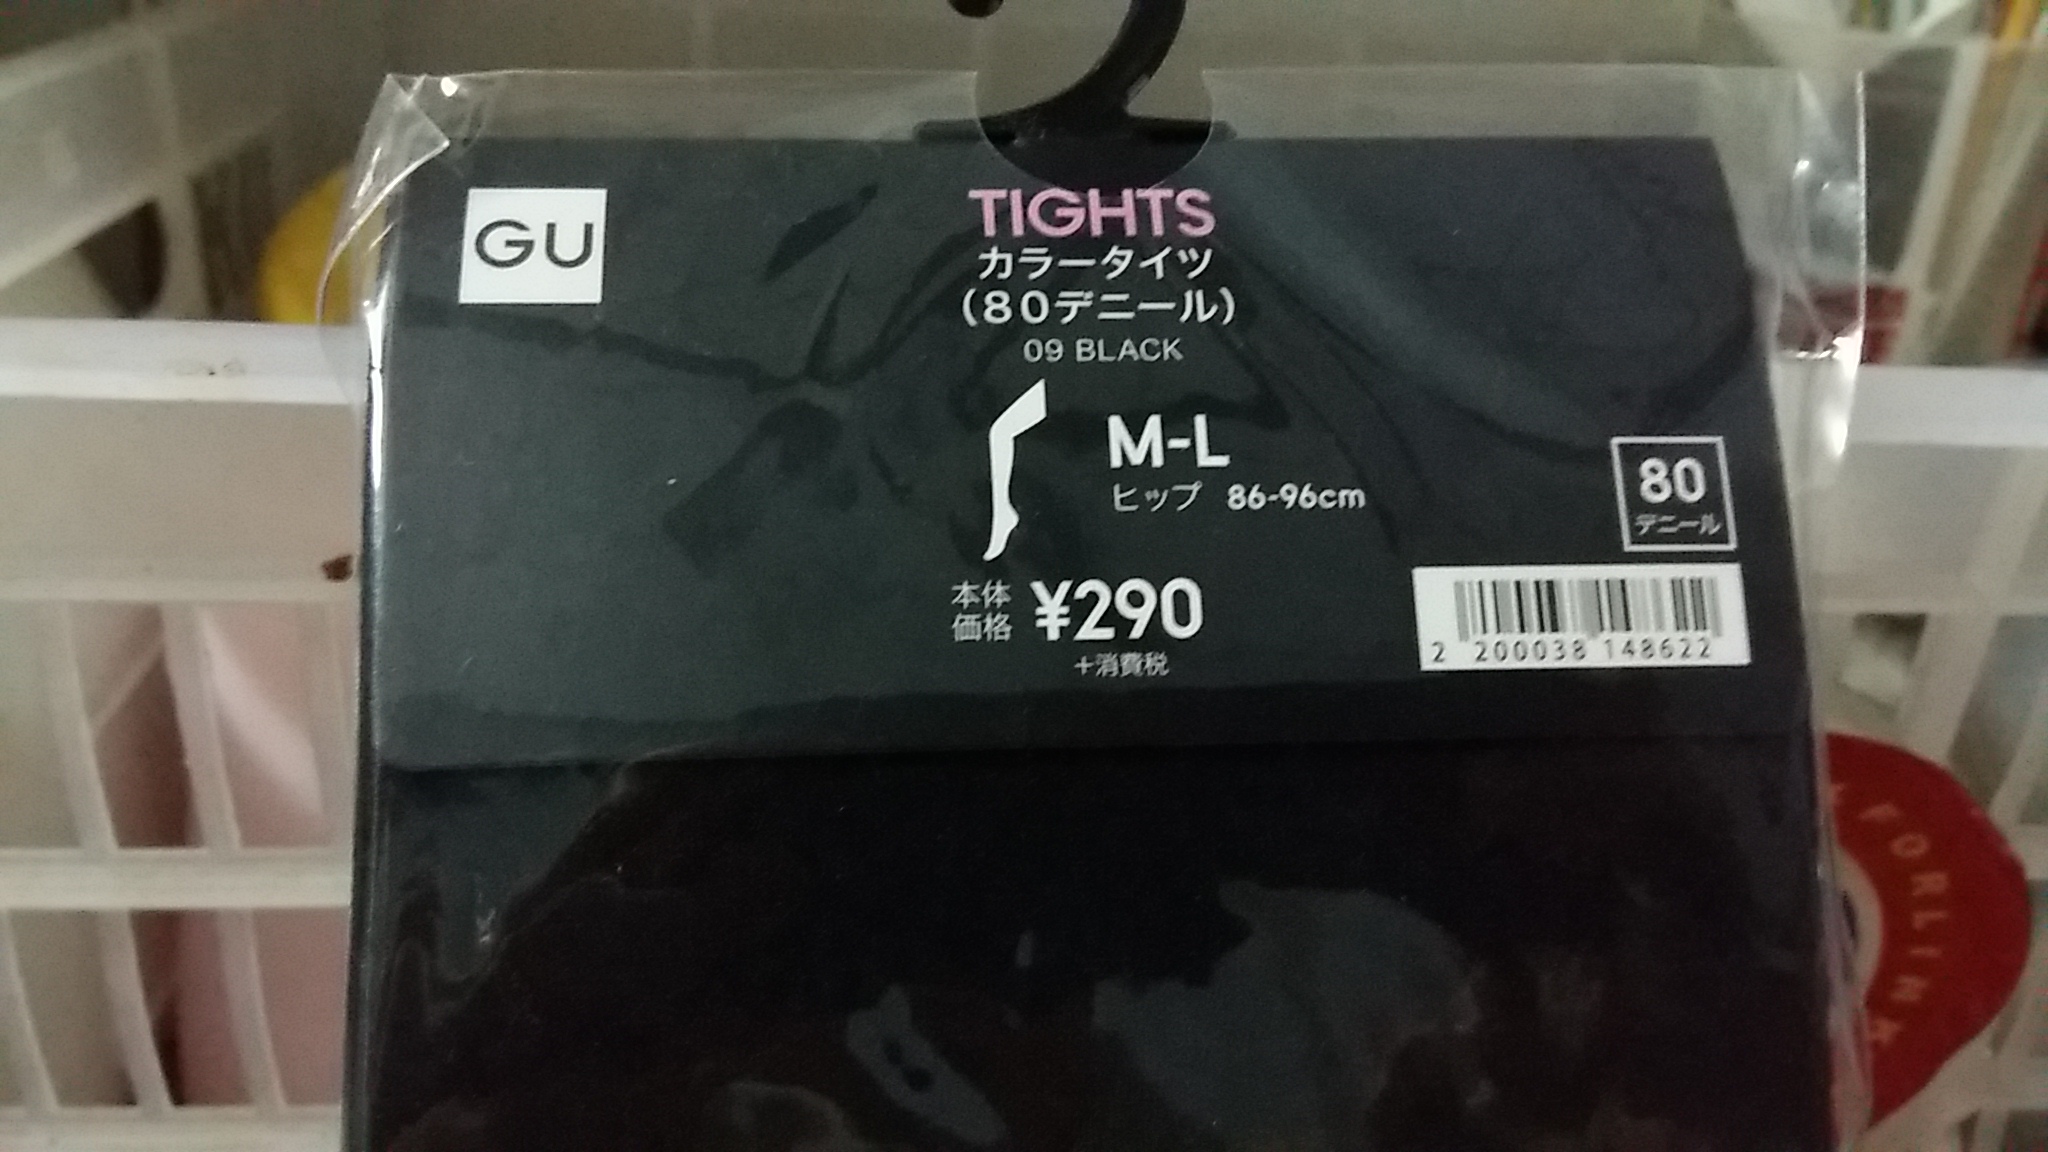 GU
TIGHTS
カラータイツ
(80デニール)
09 BLACK
M-L
ヒップ 86-96cm
80
デニール
本体
価格 ¥290
+消費税
2 200038 148622
FORLINK